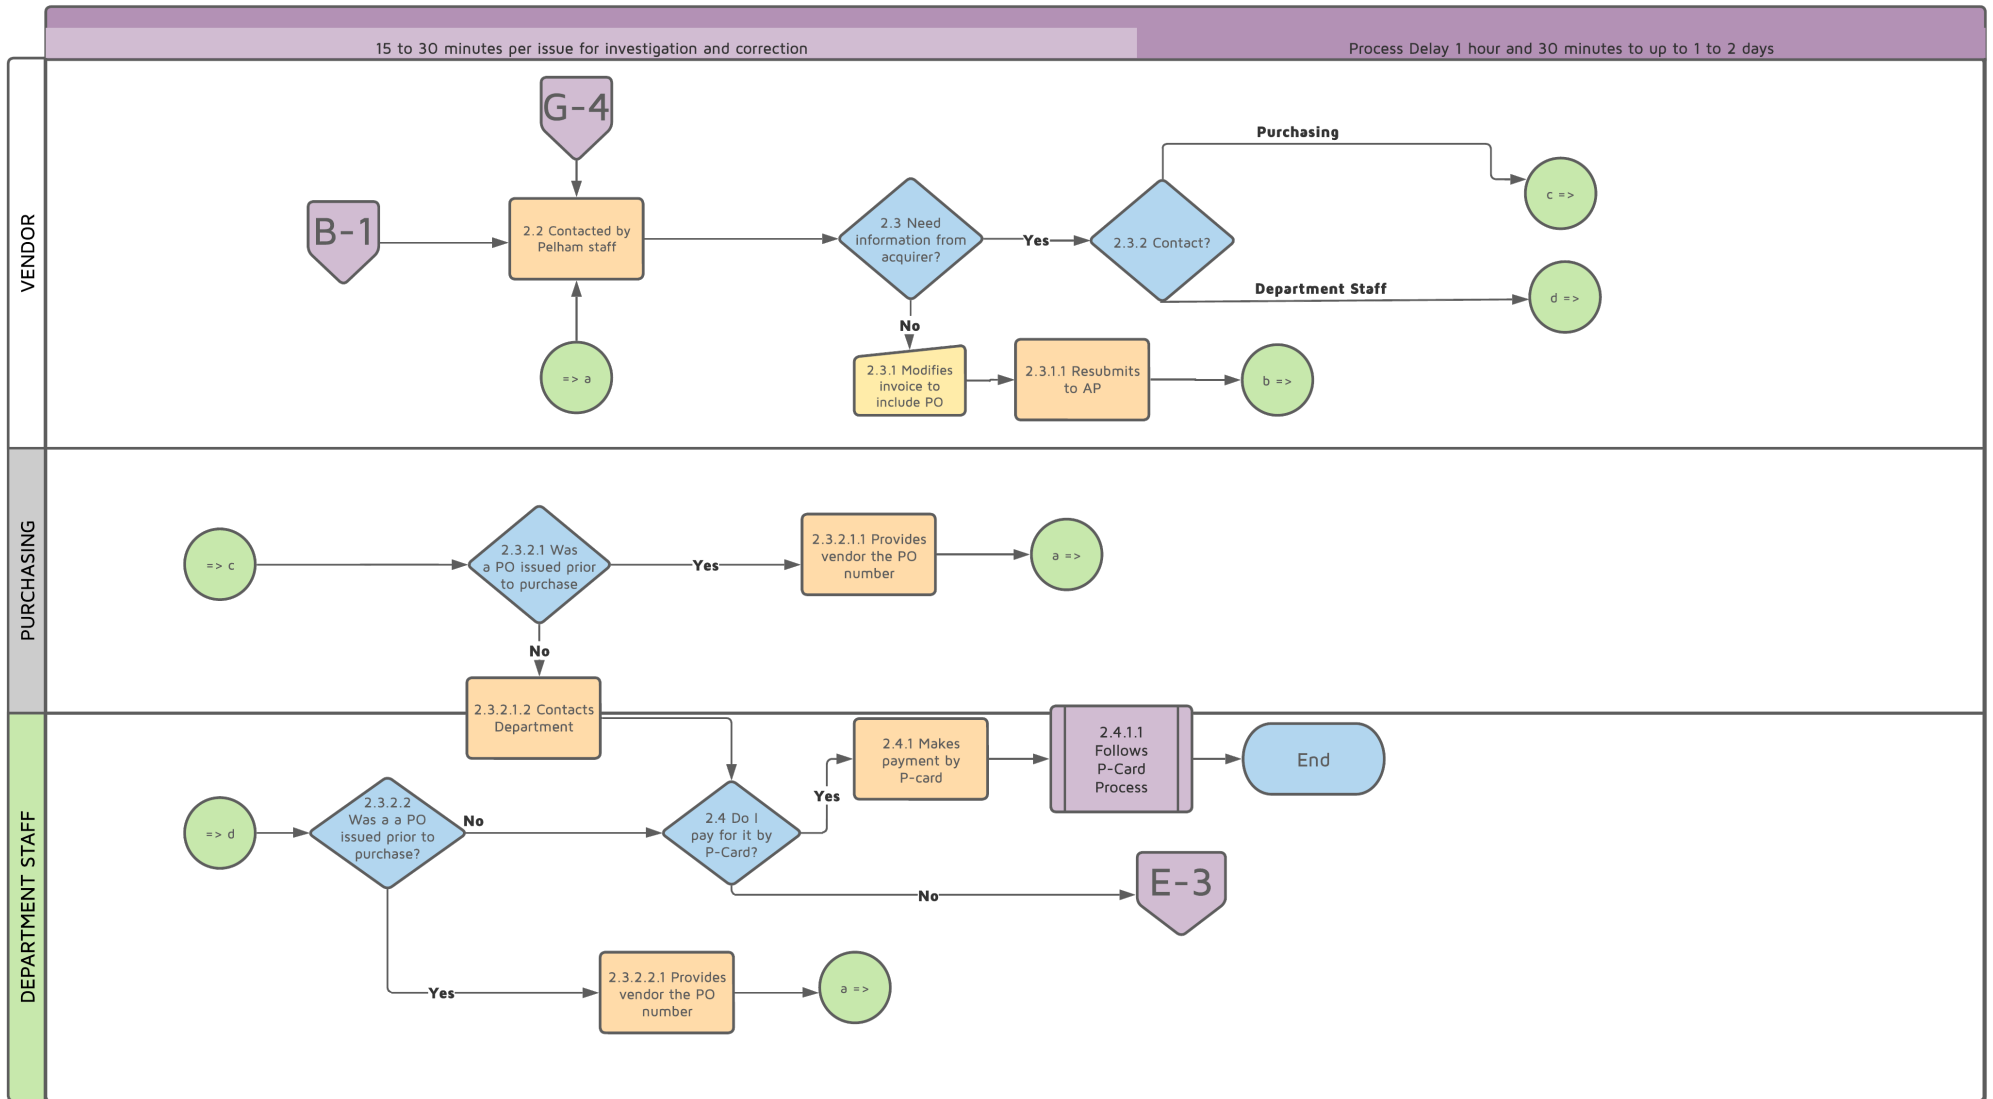 15 to 30 minutes per issue for investigation and correction
Process Delay 1 hour and 30 minutes to up to 1 to 2 days
VENDOR
G-4
B-1
2.2 Contacted by
Pelham staff
=> a
2.3 Need
information from
acquirer?
Yes
No
2.3.2 Contact?
Purchasing
c =>
Department Staff
d =>
2.3.1 Modifies
invoice to
include PO
2.3.1.1 Resubmits
to AP
b =>
PURCHASING
=> c
2.3.2.1 Was
a PO issued prior
to purchase
Yes
2.3.2.1.1 Provides
vendor the PO
number
a =>
No
2.3.2.1.2 Contacts
Department
DEPARTMENT STAFF
=> d
2.3.2.2
Was a a PO
issued prior to
purchase?
No
2.4 Do I
pay for it by
P-Card?
Yes
2.4.1 Makes
payment by
P-card
2.4.1.1
Follows
P-Card
Process
End
No
E-3
Yes
2.3.2.2.1 Provides
vendor the PO
number
a =>